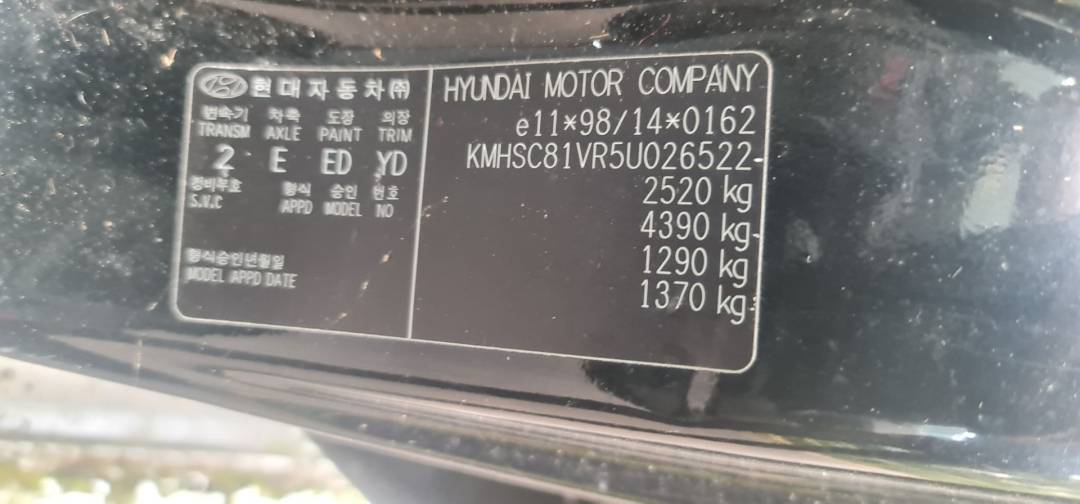 현대자동차㈜
변속기 차축 도장 의장
TRANSM AXLE PAINT TRIM
2 E ED YD
정비부호 형식 승인 번호
S.V.C APPD MODEL NO
형식승인년월일
MODEL APPD DATE
HYUNDAI MOTOR COMPANY
e11*98/14*0162
KMHSC81VR5U026522
2520 kg
4390 kg
1290 kg
1370 kg